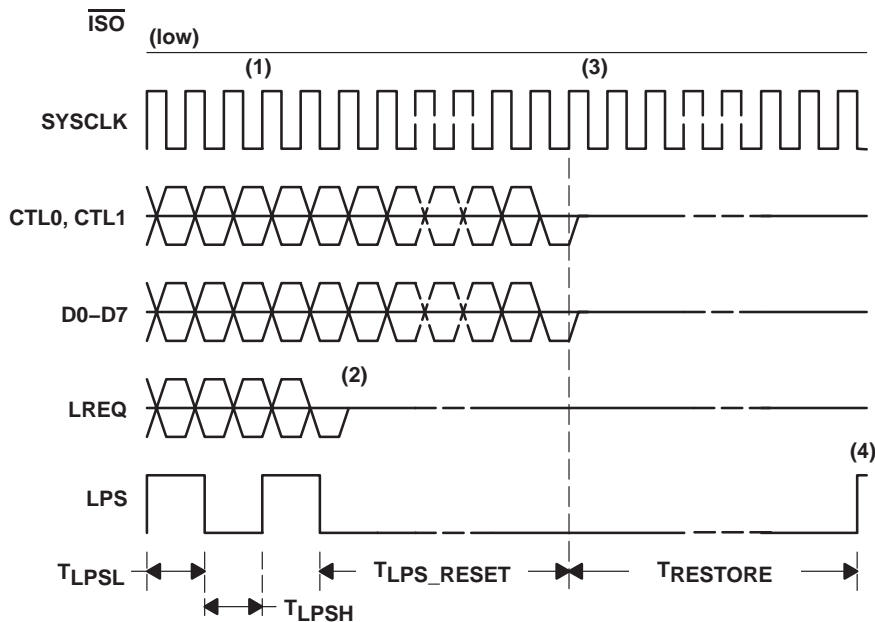 ISO
(low)
(1) (3)
SYSCLK
CTL0, CTL1
D0–D7
(2)
LREQ
(4)
LPS
TLPSL TLPS_RESET TRESTORE
TLPSH